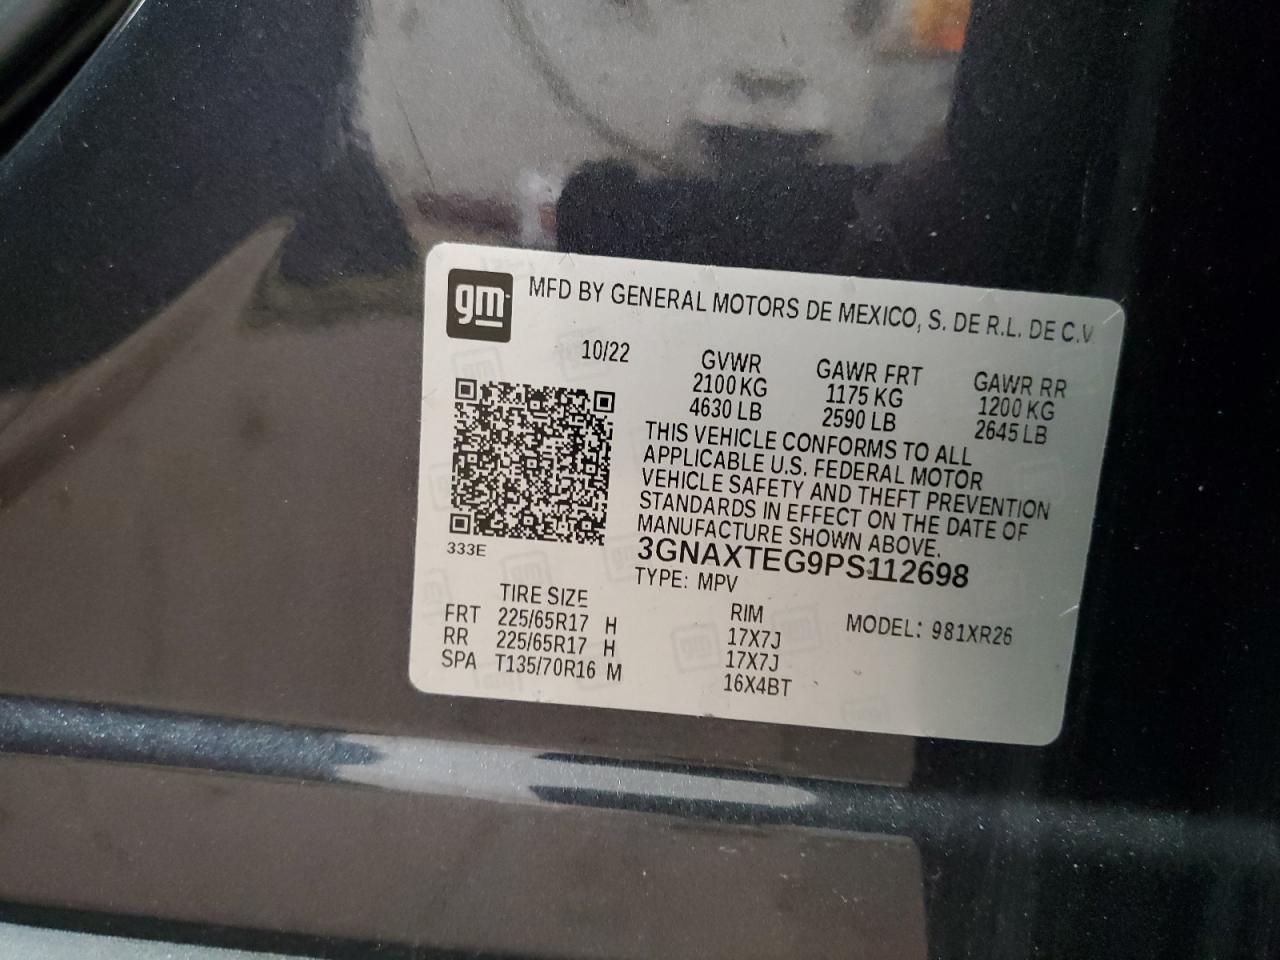 gm MFD BY GENERAL MOTORS DE MEXICO, S. DE R.L. DE C.V.
10/22 GVWR GAWR FRT GAWR RR
2100 KG 1175 KG 1200 KG
4630 LB 2590 LB 2645 LB
THIS VEHICLE CONFORMS TO ALL
APPLICABLE U.S. FEDERAL MOTOR
VEHICLE SAFETY AND THEFT PREVENTION
STANDARDS IN EFFECT ON THE DATE OF
MANUFACTURE SHOWN ABOVE.
333E
3GNAXTEG9PS112698
TYPE: MPV
TIRE SIZE RIM MODEL: 981XR26
FRT 225/65R17 H 17X7J
RR 225/65R17 H 17X7J
SPA T135/70R16 M 16X4BT